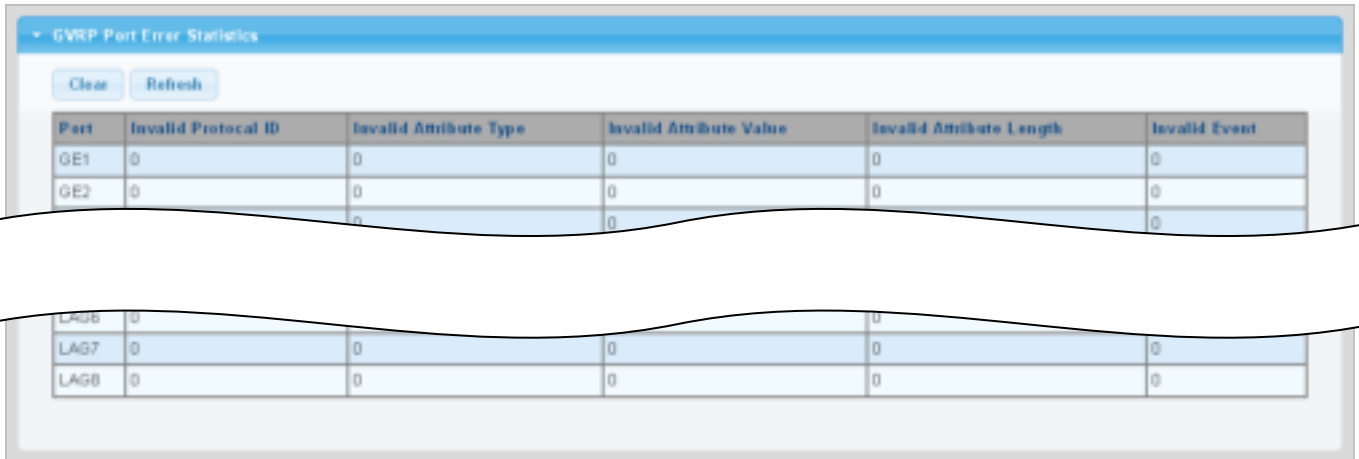 GVRP Port Error Statistics
Clear Refresh
Port Invalid Protocal ID Invalid Attribute Type Invalid Attribute Value Invalid Attribute Length Invalid Event
GE1 0 0 0 0 0
GE2 0 0 0 0 0
0 0 0
LAG6 0 0
LAG7 0 0 0 0 0
LAG8 0 0 0 0 0